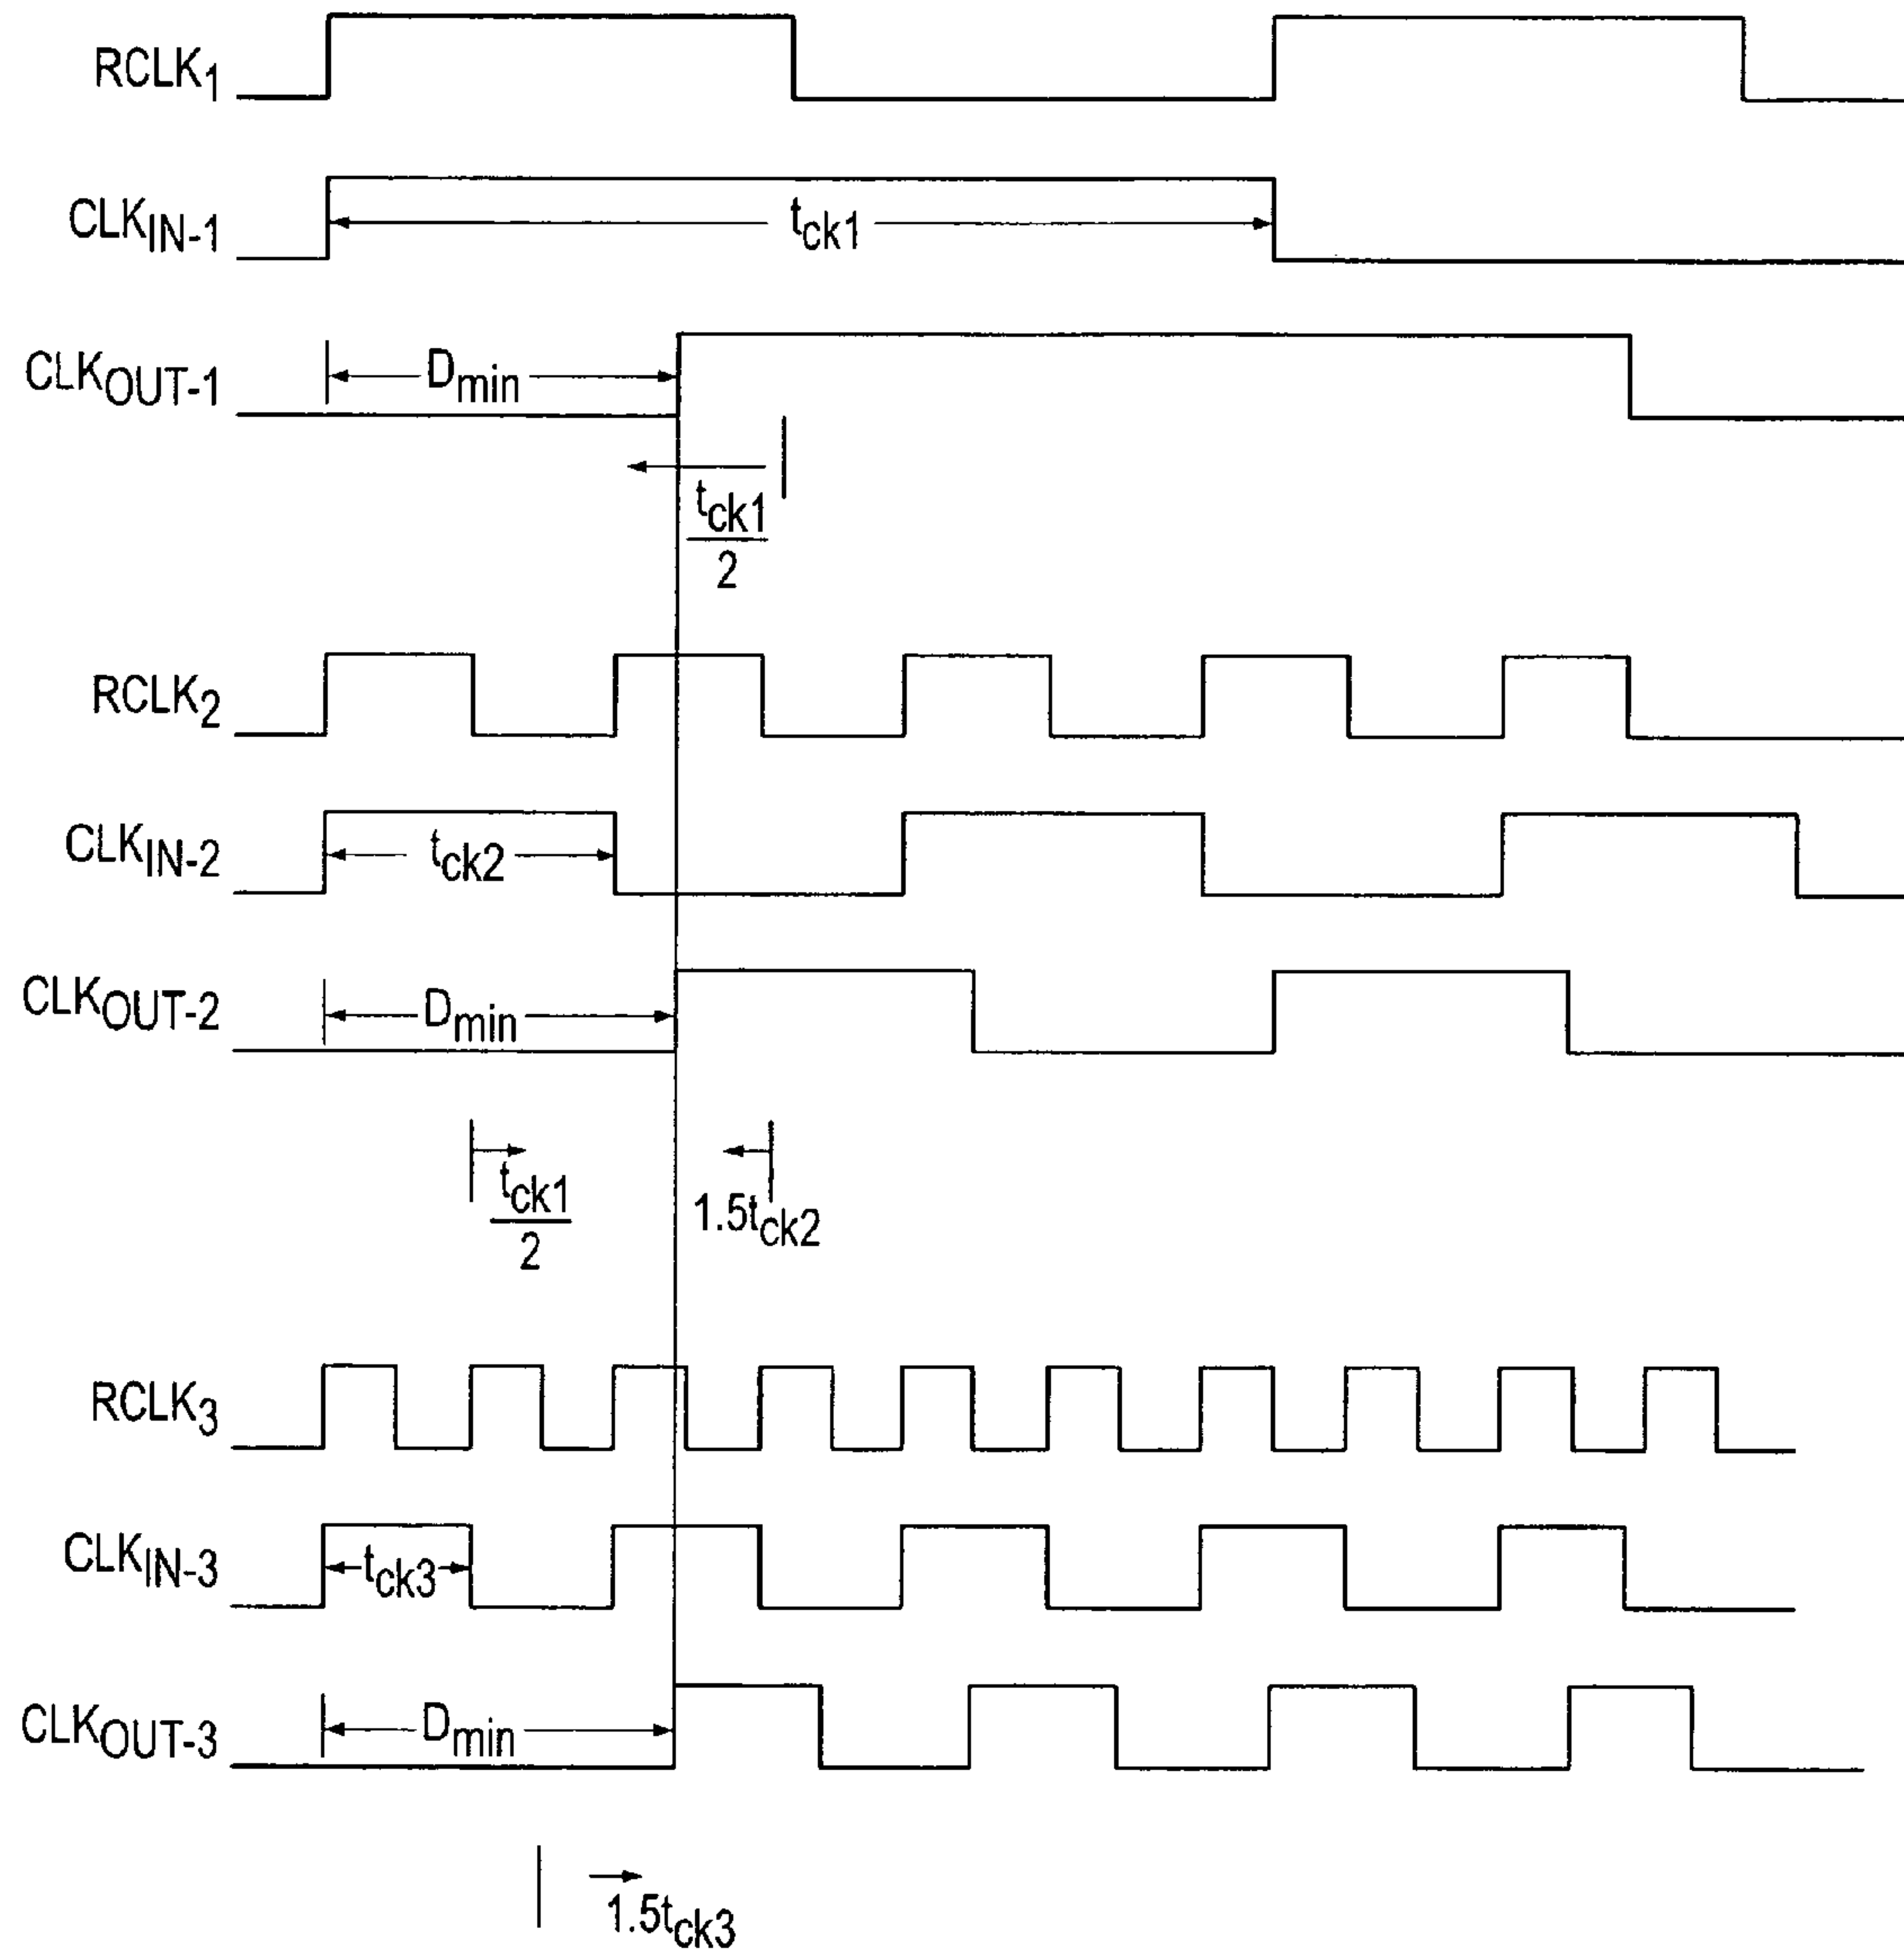 RCLK1
CLKIN-1
tck1
CLKOUT-1
Dmin
tck1
2
RCLK2
CLKIN-2
tck2
CLKOUT-2
Dmin
tck1
2
1.5tck2
RCLK3
CLKIN-3
tck3
CLKOUT-3
Dmin
1.5tck3